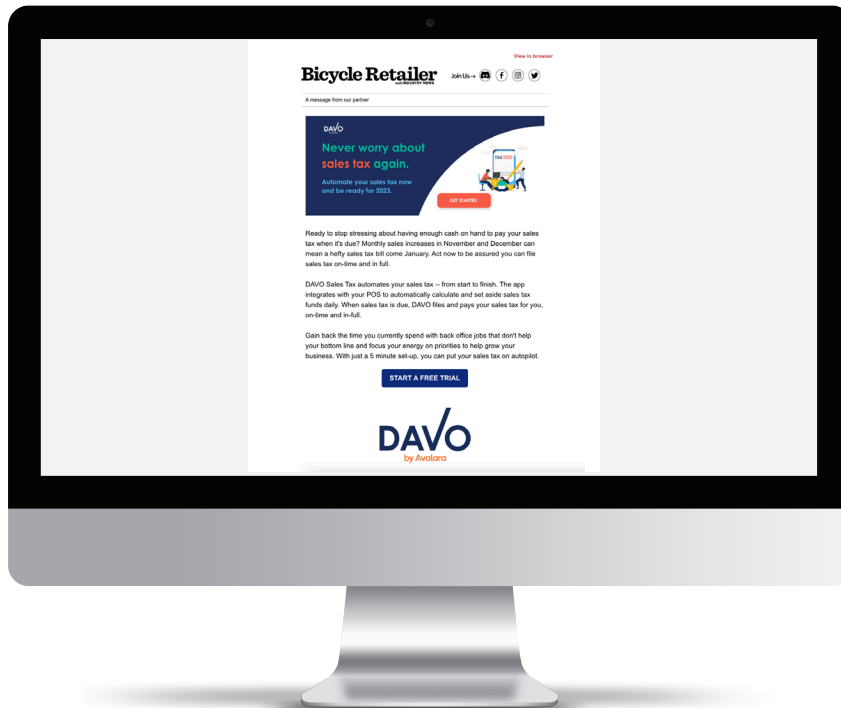 View in browser
Bicycle Retailer
and INDUSTRY NEWS
Join Us→
A message from our partner
DAVO
Never worry about
sales tax again.
Automate your sales tax now
and be ready for 2023.
TAX
GET STARTED
Ready to stop stressing about having enough cash on hand to pay your sales
tax when it's due? Monthly sales increases in November and December can
mean a hefty sales tax bill come January. Act now to be assured you can file
sales tax on-time and in full.
DAVO Sales Tax automates your sales tax -- from start to finish. The app
integrates with your POS to automatically calculate and set aside sales tax
funds daily. When sales tax is due, DAVO files and pays your sales tax for you,
on-time and in-full.
Gain back the time you currently spend with back office jobs that don't help
your bottom line and focus your energy on priorities to help grow your
business. With just a 5 minute set-up, you can put your sales tax on autopilot.
START A FREE TRIAL
DAVO
by Avalara